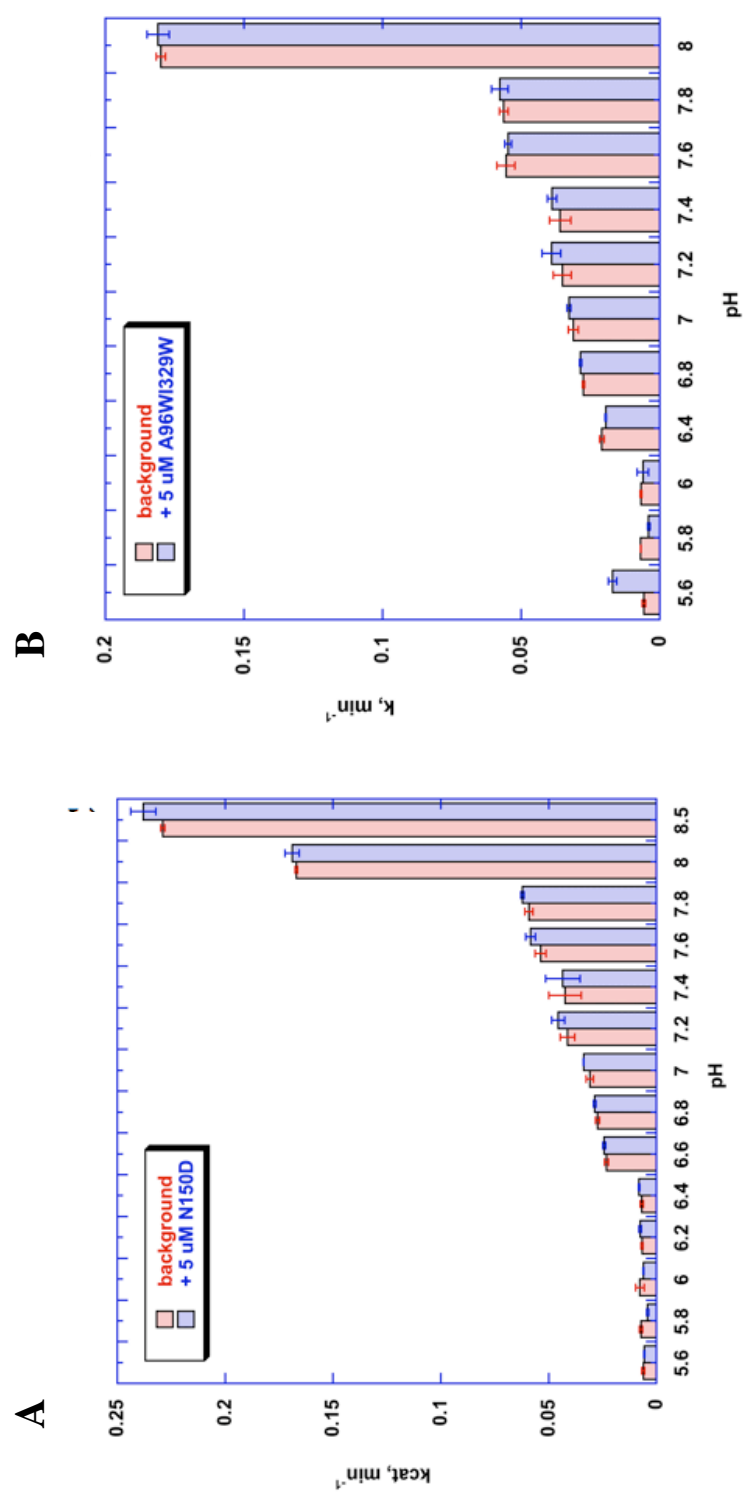 A
0.25
0.2
0.15
0.1
0.05
0
kcat, min⁻¹
background
+ 5 uM N150D
5.6 5.8 6 6.2 6.4 6.6 6.8 7 7.2 7.4 7.6 7.8 8 8.5
pH
B
0.2
0.15
0.1
0.05
0
k, min⁻¹
background
+ 5 uM A96WI329W
5.6 5.8 6 6.4 6.8 7 7.2 7.4 7.6 7.8 8
pH